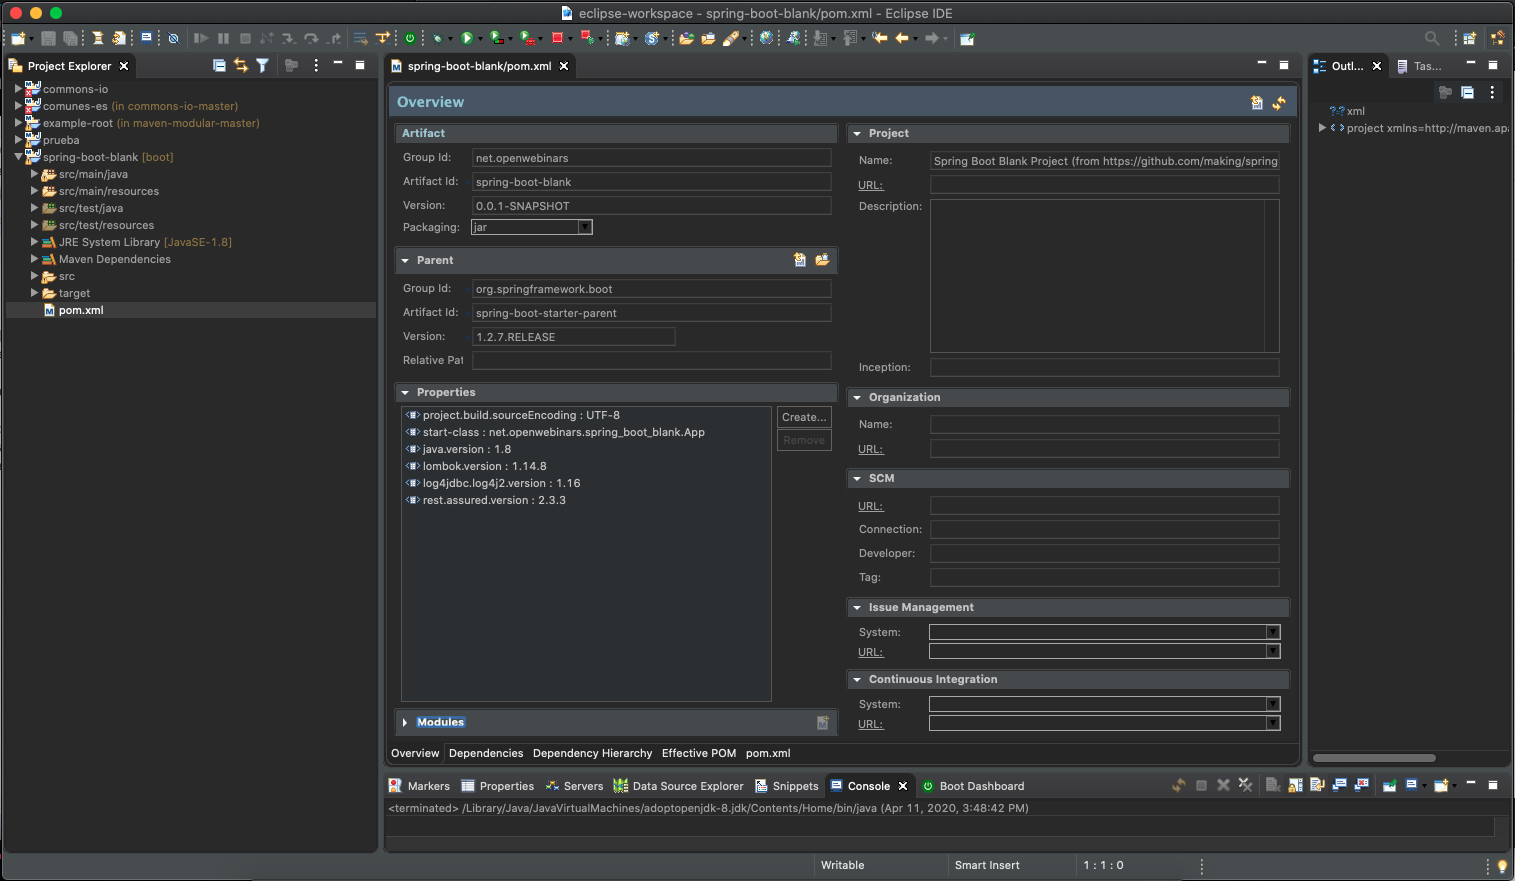 eclipse-workspace - spring-boot-blank/pom.xml - Eclipse IDE
Project Explorer
commons-io
comunes-es (in commons-io-master)
example-root (in maven-modular-master)
prueba
spring-boot-blank [boot]
src/main/java
src/main/resources
src/test/java
src/test/resources
JRE System Library [JavaSE-1.8]
Maven Dependencies
src
target
pom.xml
spring-boot-blank/pom.xml
Overview
Artifact
Group Id: net.openwebinars
Artifact Id: spring-boot-blank
Version: 0.0.1-SNAPSHOT
Packaging: jar
Parent
Group Id: org.springframework.boot
Artifact Id: spring-boot-starter-parent
Version: 1.2.7.RELEASE
Relative Pat
Properties
project.build.sourceEncoding : UTF-8
start-class : net.openwebinars.spring_boot_blank.App
java.version : 1.8
lombok.version : 1.14.8
log4jdbc.log4j2.version : 1.16
rest.assured.version : 2.3.3
Create...
Remove
Modules
Project
Name: Spring Boot Blank Project (from https://github.com/making/spring
URL:
Description:
Inception:
Organization
Name:
URL:
SCM
URL:
Connection:
Developer:
Tag:
Issue Management
System:
URL:
Continuous Integration
System:
URL:
Overview Dependencies Dependency Hierarchy Effective POM pom.xml
Outl... Tas...
?-? xml
project xmlns=http://maven.apa
Markers Properties Servers Data Source Explorer Snippets Console Boot Dashboard
<terminated> /Library/Java/JavaVirtualMachines/adoptopenjdk-8.jdk/Contents/Home/bin/java (Apr 11, 2020, 3:48:42 PM)
Writable Smart Insert 1 : 1 : 0